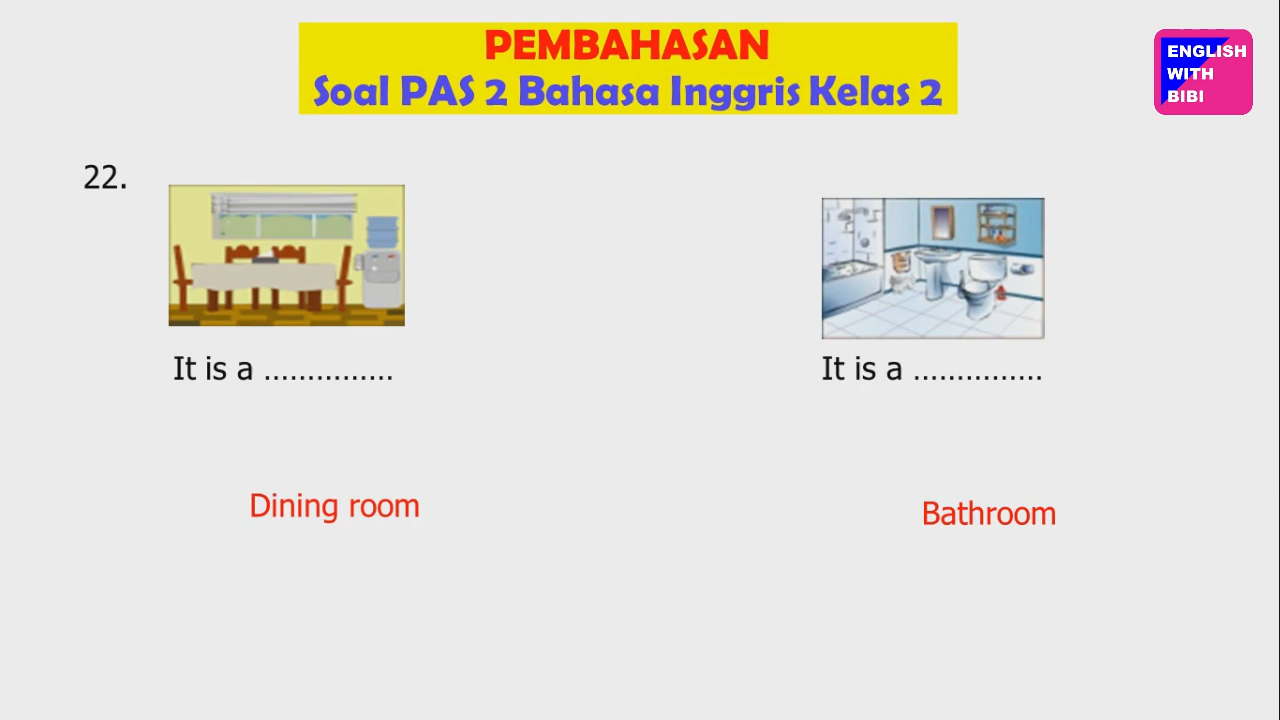 PEMBAHASAN
Soal PAS 2 Bahasa Inggris Kelas 2
ENGLISH
WITH
BIBI
22.
It is a ...............
It is a ...............
Dining room
Bathroom